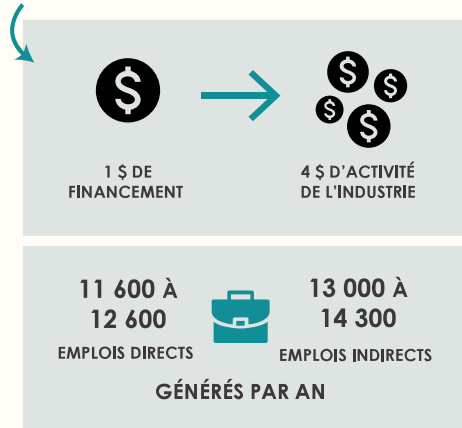 $
$
$
$
$
1 $ DE
FINANCEMENT
4 $ D’ACTIVITÉ
DE L’INDUSTRIE
11 600 À
12 600
EMPLOIS DIRECTS
13 000 À
14 300
EMPLOIS INDIRECTS
GÉNÉRÉS PAR AN